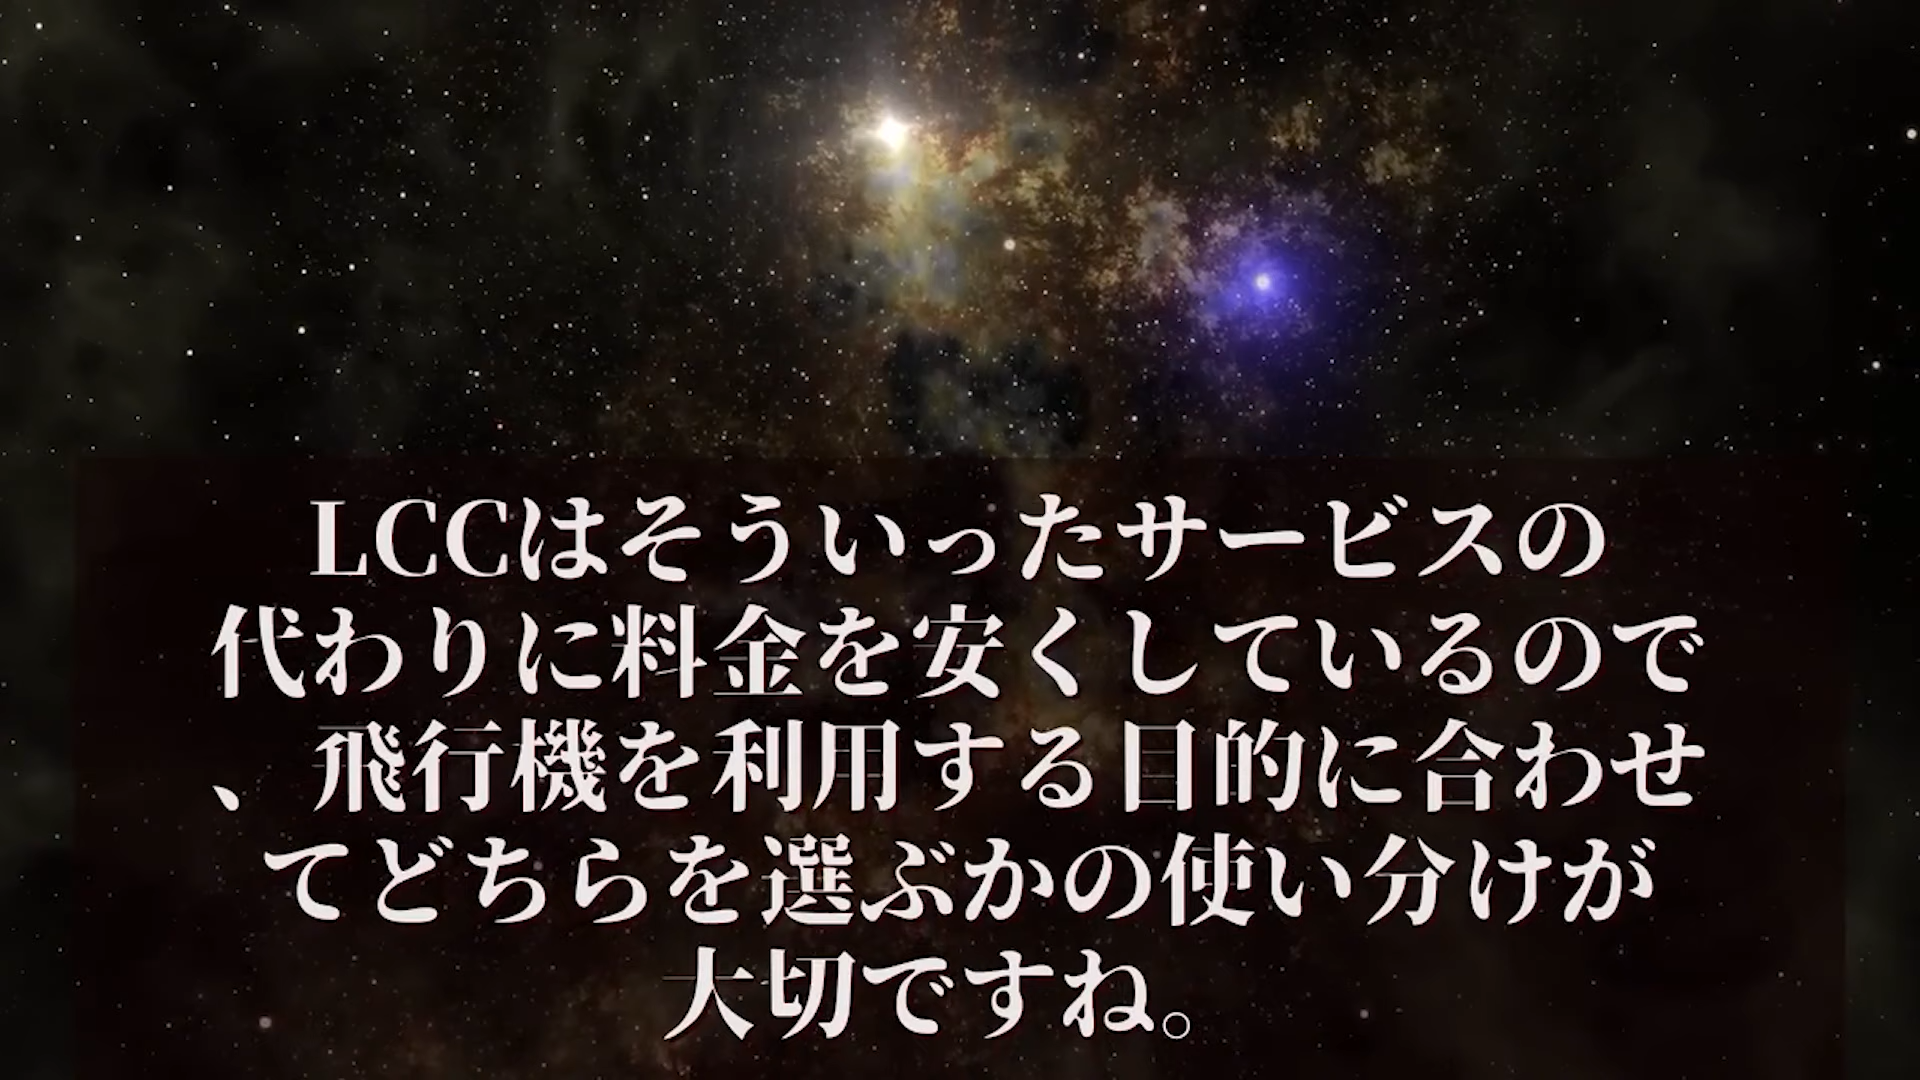 LCCはそういったサービスの
代わりに料金を安くしているので
、飛行機を利用する目的に合わせ
てどちらを選ぶかの使い分けが
大切ですね。